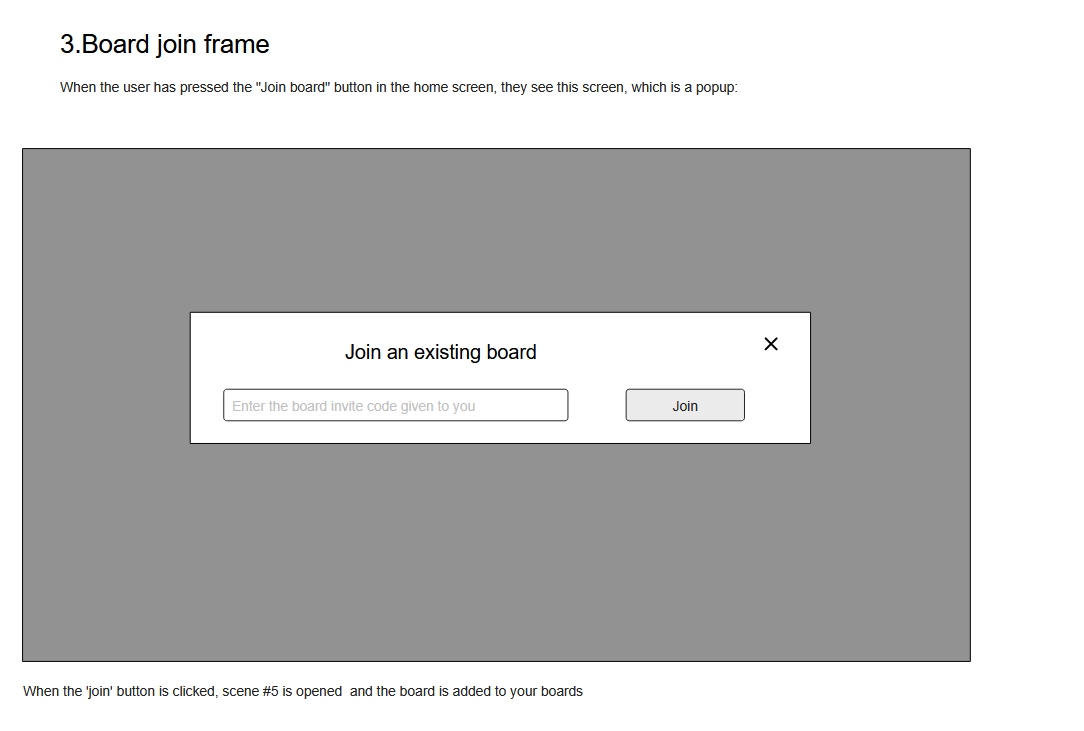 3.Board join frame
When the user has pressed the "Join board" button in the home screen, they see this screen, which is a popup:
Join an existing board
Enter the board invite code given to you
Join
When the 'join' button is clicked, scene #5 is opened  and the board is added to your boards